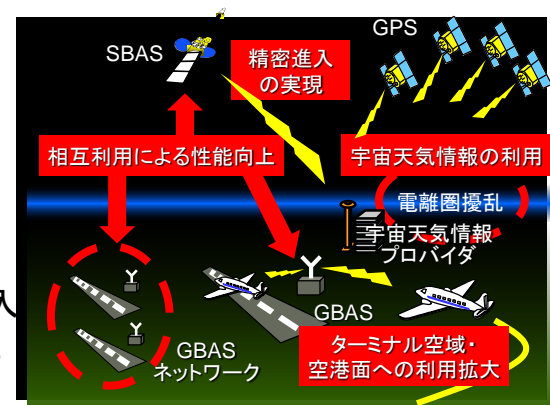 GPS
SBAS
精密進入
の実現
相互利用による性能向上
宇宙天気情報の利用
電離圏擾乱
宇宙天気情報
プロバイダ
入
GBAS
GBAS
ネットワーク
ターミナル空域・
空港面への利用拡大